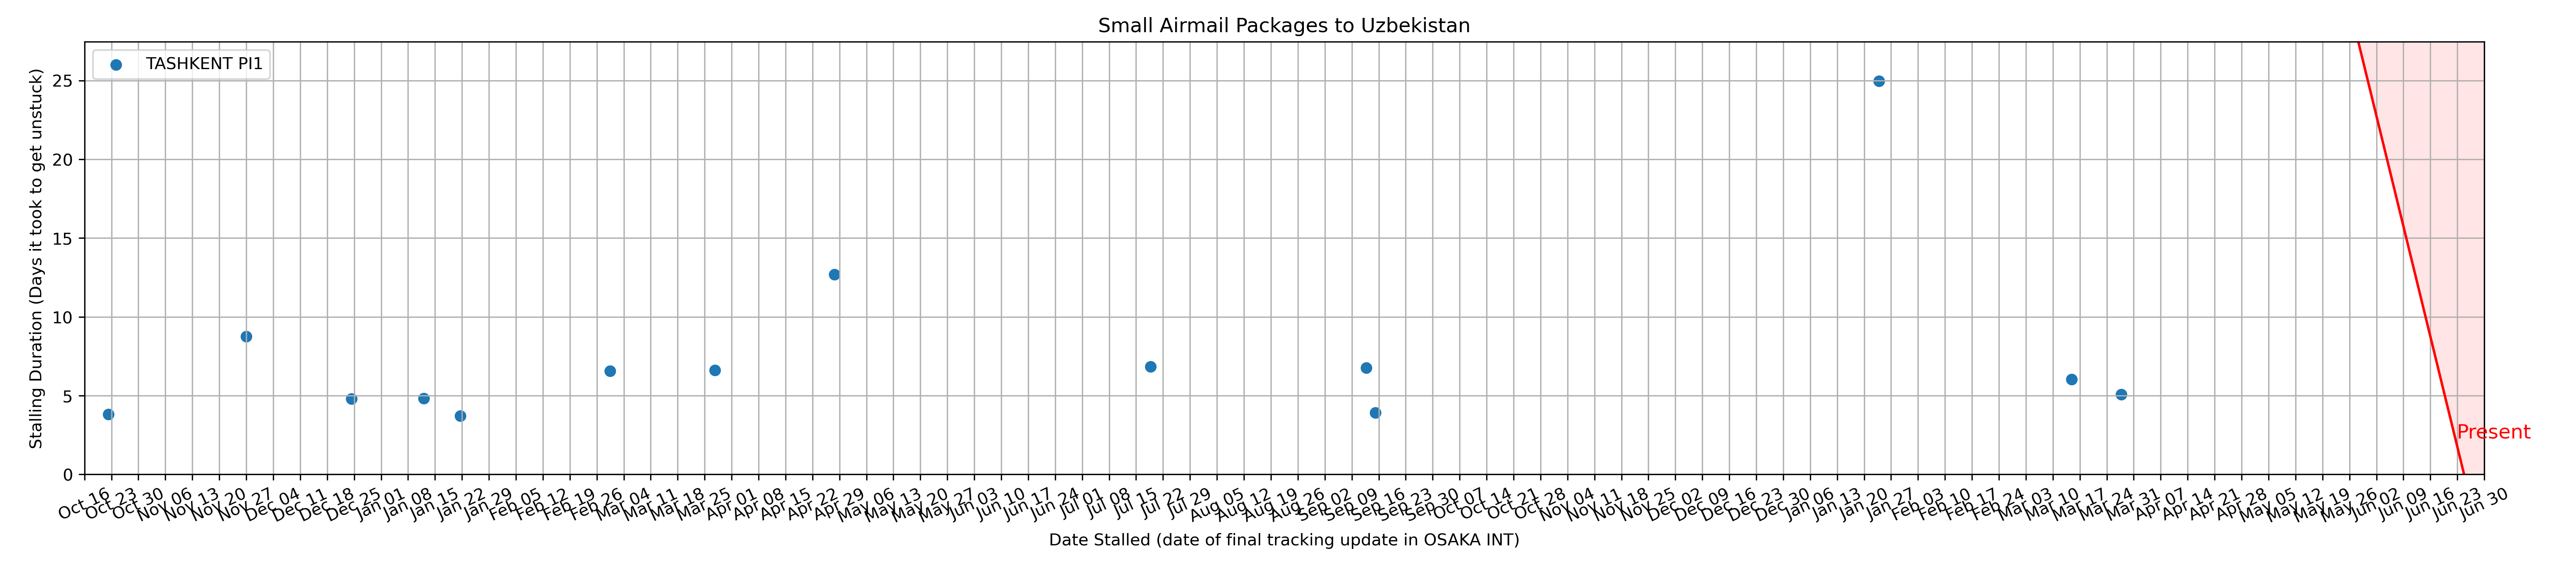 Small Airmail Packages to Uzbekistan
TASHKENT PI1
Stalling Duration (Days it took to get unstuck)
25
20
15
10
5
0
Present
Oct 16
Oct 23
Oct 30
Nov 06
Nov 13
Nov 20
Nov 27
Dec 04
Dec 11
Dec 18
Dec 25
Jan 01
Jan 08
Jan 15
Jan 22
Jan 29
Feb 05
Feb 12
Feb 19
Feb 26
Mar 04
Mar 11
Mar 18
Mar 25
Apr 01
Apr 08
Apr 15
Apr 22
Apr 29
May 06
May 13
May 20
May 27
Jun 03
Jun 10
Jun 17
Jun 24
Jul 01
Jul 08
Jul 15
Jul 22
Jul 29
Aug 05
Aug 12
Aug 19
Aug 26
Sep 02
Sep 09
Sep 16
Sep 23
Sep 30
Oct 07
Oct 14
Oct 21
Oct 28
Nov 04
Nov 11
Nov 18
Nov 25
Dec 02
Dec 09
Dec 16
Dec 23
Dec 30
Jan 06
Jan 13
Jan 20
Jan 27
Feb 03
Feb 10
Feb 17
Feb 24
Mar 03
Mar 10
Mar 17
Mar 24
Mar 31
Apr 07
Apr 14
Apr 21
Apr 28
May 05
May 12
May 19
May 26
Jun 02
Jun 09
Jun 16
Jun 23
Jun 30
Date Stalled (date of final tracking update in OSAKA INT)